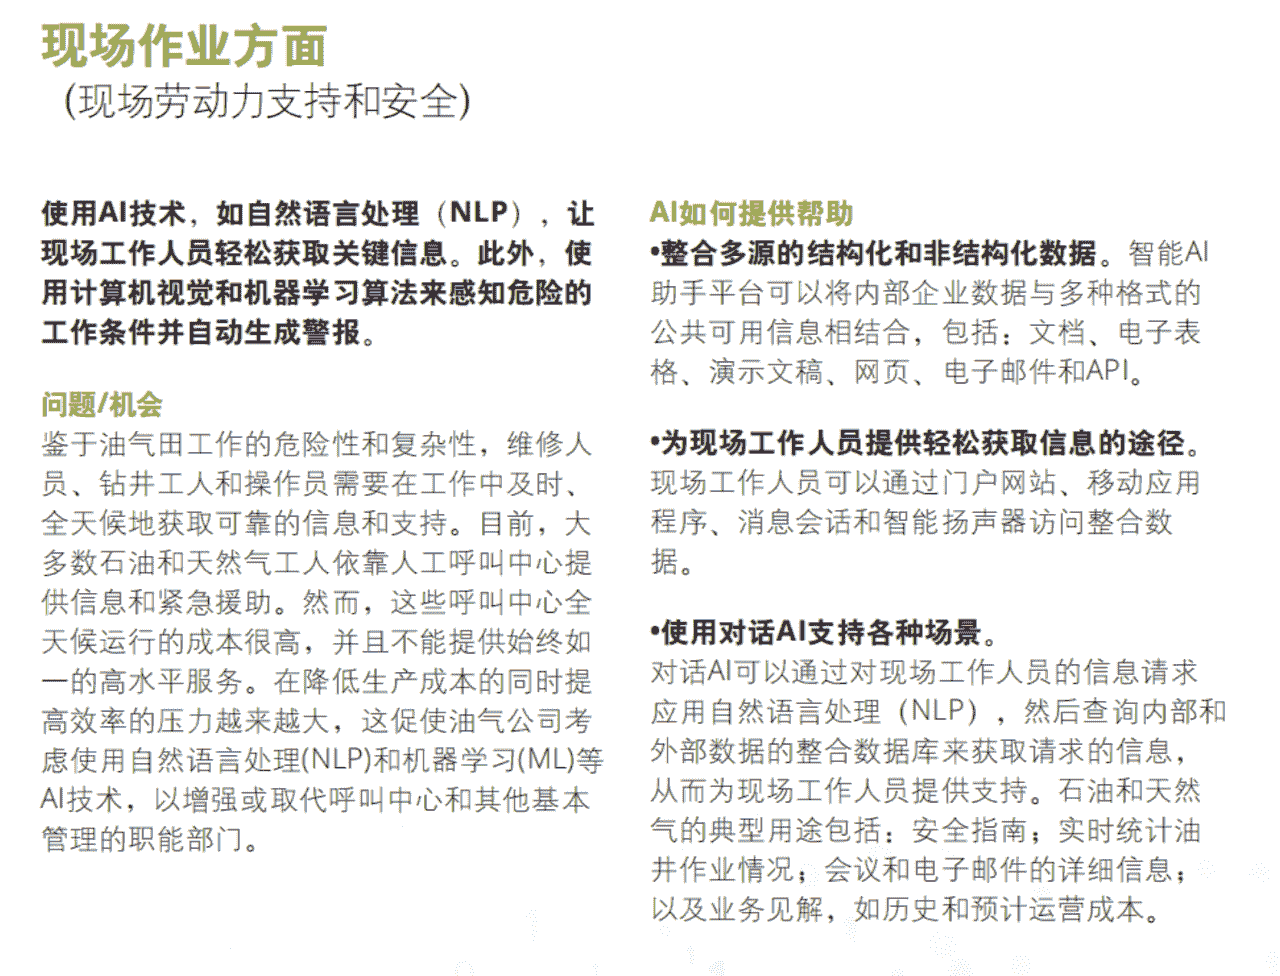 现场作业方面
(现场劳动力支持和安全)
使用AI技术，如自然语言处理（NLP），让
现场工作人员轻松获取关键信息。此外，使
用计算机视觉和机器学习算法来感知危险的
工作条件并自动生成警报。
问题/机会
鉴于油气田工作的危险性和复杂性，维修人
员、钻井工人和操作员需要在工作中及时、
全天候地获取可靠的信息和支持。目前，大
多数石油和天然气工人依靠人工呼叫中心提
供信息和紧急援助。然而，这些呼叫中心全
天候运行的成本很高，并且不能提供始终如
一的高水平服务。在降低生产成本的同时提
高效率的压力越来越大，这促使油气公司考
虑使用自然语言处理(NLP)和机器学习(ML)等
AI技术，以增强或取代呼叫中心和其他基本
管理的职能部门。
AI如何提供帮助
•整合多源的结构化和非结构化数据。智能AI
助手平台可以将内部企业数据与多种格式的
公共可用信息相结合，包括：文档、电子表
格、演示文稿、网页、电子邮件和API。
•为现场工作人员提供轻松获取信息的途径。
现场工作人员可以通过门户网站、移动应用
程序、消息会话和智能扬声器访问整合数
据。
•使用对话AI支持各种场景。
对话AI可以通过对现场工作人员的信息请求
应用自然语言处理（NLP），然后查询内部和
外部数据的整合数据库来获取请求的信息，
从而为现场工作人员提供支持。石油和天然
气的典型用途包括：安全指南；实时统计油
井作业情况；会议和电子邮件的详细信息；
以及业务见解，如历史和预计运营成本。